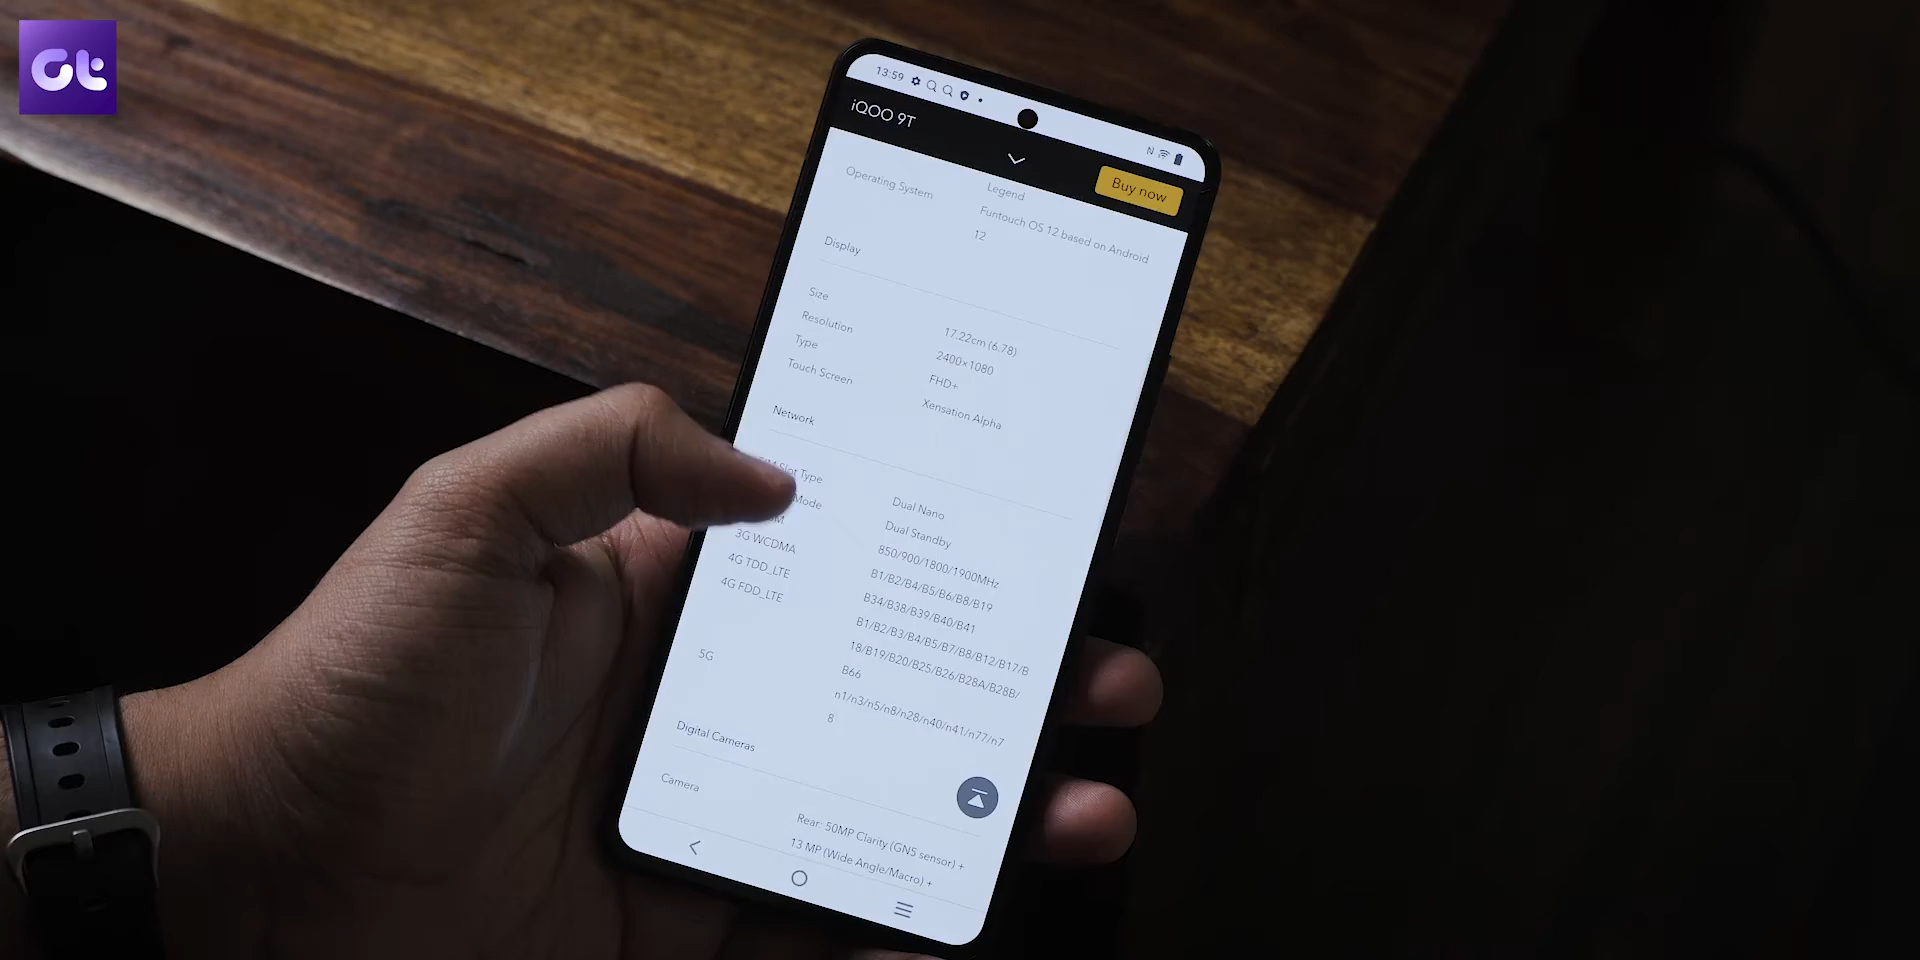 Gt
13:59
iQOO 9T
Buy now
Legend
Operating System
Funtouch OS 12 based on Android
12
Display
Size
17.22cm (6.78)
Resolution
2400×1080
Type
FHD+
Touch Screen
Xensation Alpha
Network
Slot Type
Dual Nano
Mode
Dual Standby
850/900/1800/1900MHz
3G WCDMA
B1/B2/B4/B5/B6/B8/B19
4G TDD_LTE
B34/B38/B39/B40/B41
4G FDD_LTE
B1/B2/B3/B4/B5/B7/B8/B12/B17/B
18/B19/B20/B25/B26/B28A/B28B/
B66
5G
n1/n3/n5/n8/n28/n40/n41/n77/n7
8
Digital Cameras
Camera
Rear: 50MP Clarity (GN5 sensor) +
13 MP (Wide Angle/Macro) +